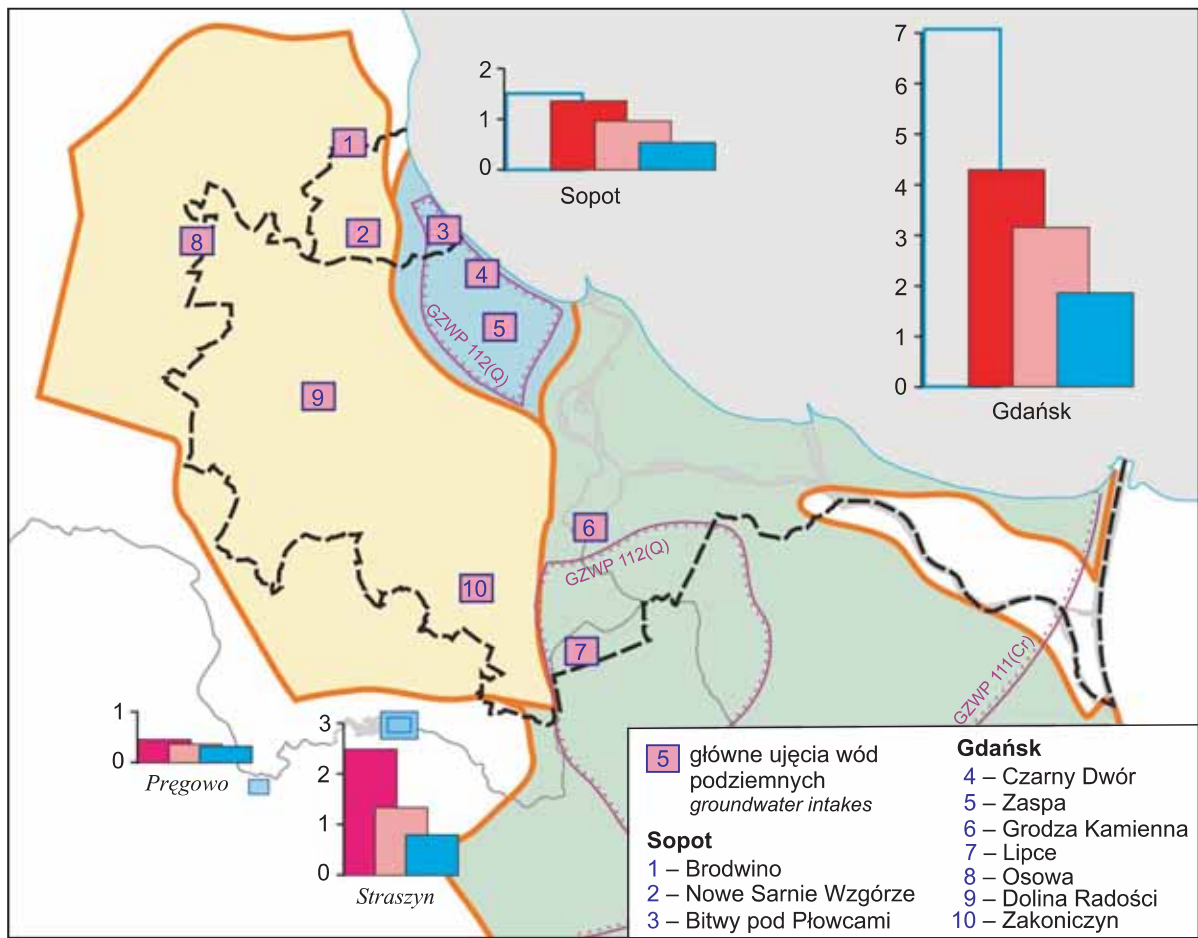 7
6
5
4
3
2
1
0
Gdańsk
2
1
0
Sopot
1
2
3
4
5
8
9
10
6
7
GZWP 112(Q)
GZWP 112(Q)
GZWP 111(Cr)
1
0
Pręgowo
3
2
1
0
Straszyn
5
główne ujęcia wód
podziemnych
groundwater intakes
Sopot
1 – Brodwino
2 – Nowe Sarnie Wzgórze
3 – Bitwy pod Płowcami
Gdańsk
4 – Czarny Dwór
5 – Zaspa
6 – Grodza Kamienna
7 – Lipce
8 – Osowa
9 – Dolina Radości
10 – Zakoniczyn